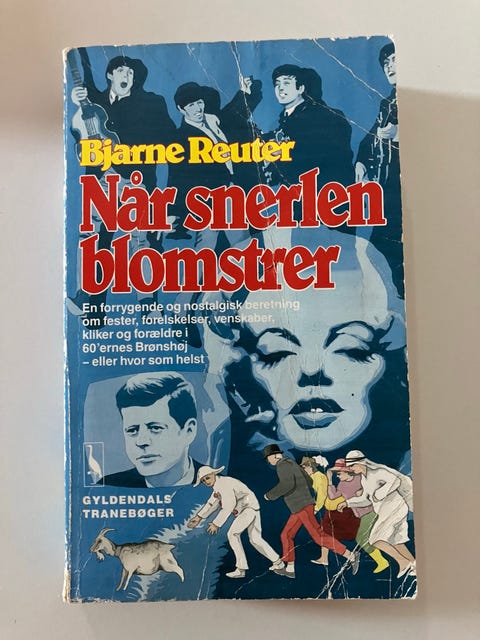 Bjarne Reuter
Når snerlen
blomstrer
En forrygende og nostalgisk beretning
om fester, forelskelser, venskaber,
kliker og forældre i
60'ernes Brønshøj
– eller hvor som helst
GYLDENDALS
TRANEBØGER